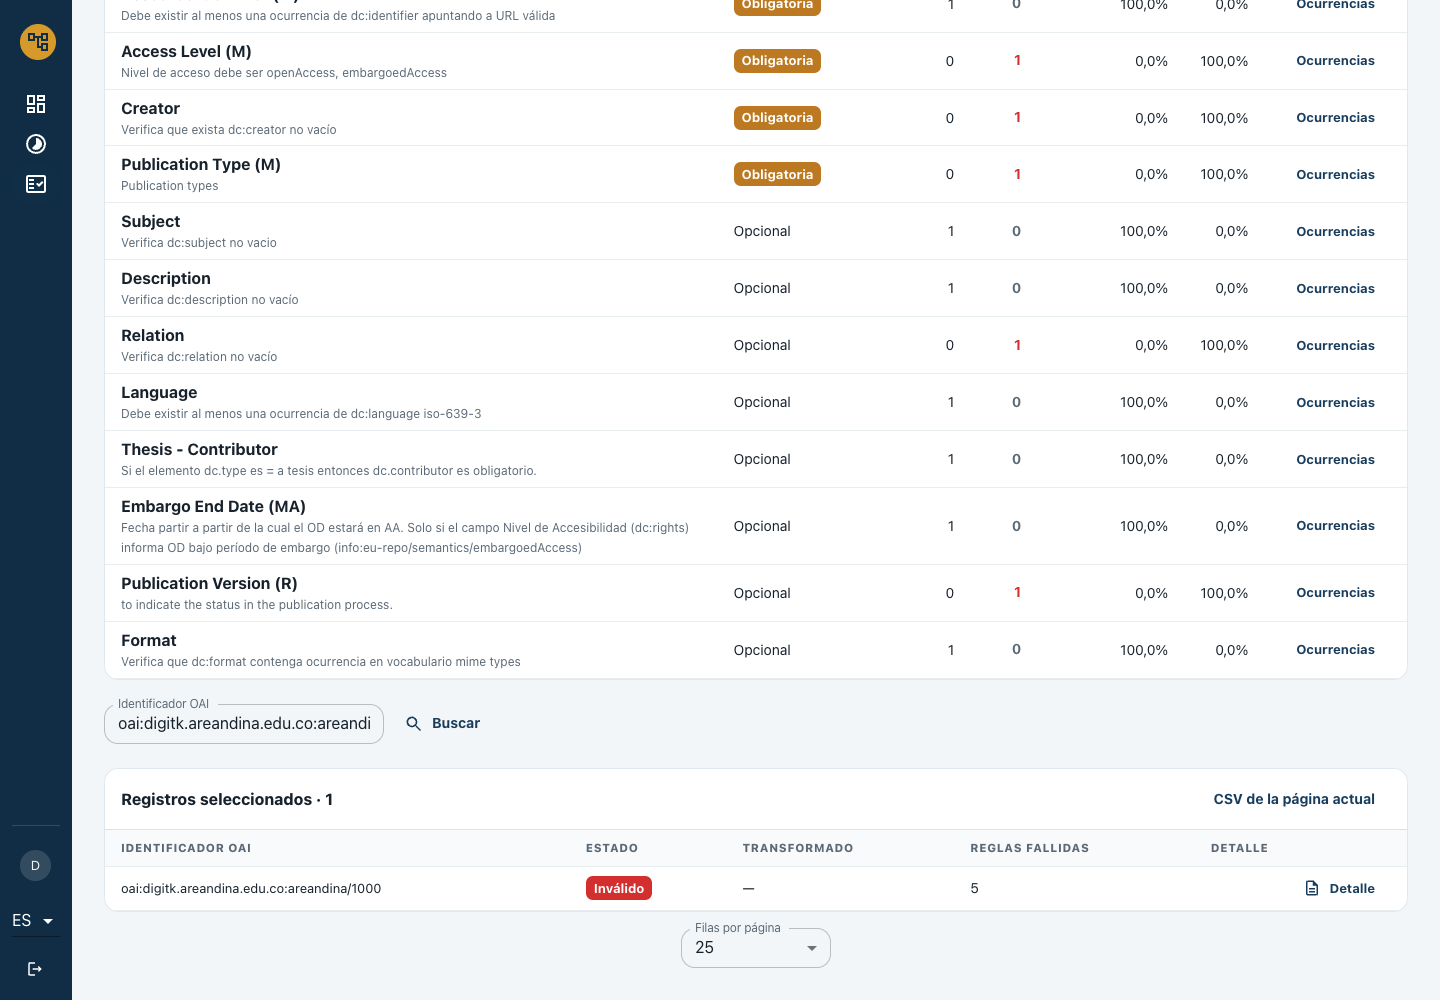 Debe existir al menos una ocurrencia de dc:identifier apuntando a URL válida
Obligatoria 1 0 100,0% 0,0% Ocurrencias
Access Level (M)
Nivel de acceso debe ser openAccess, embargoedAccess
Obligatoria 0 1 0,0% 100,0% Ocurrencias
Creator
Verifica que exista dc:creator no vacío
Obligatoria 0 1 0,0% 100,0% Ocurrencias
Publication Type (M)
Publication types
Obligatoria 0 1 0,0% 100,0% Ocurrencias
Subject
Verifica dc:subject no vacio
Opcional 1 0 100,0% 0,0% Ocurrencias
Description
Verifica dc:description no vacío
Opcional 1 0 100,0% 0,0% Ocurrencias
Relation
Verifica dc:relation no vacío
Opcional 0 1 0,0% 100,0% Ocurrencias
Language
Debe existir al menos una ocurrencia de dc:language iso-639-3
Opcional 1 0 100,0% 0,0% Ocurrencias
Thesis - Contributor
Si el elemento dc.type es = a tesis entonces dc.contributor es obligatorio.
Opcional 1 0 100,0% 0,0% Ocurrencias
Embargo End Date (MA)
Fecha partir a partir de la cual el OD estará en AA. Solo si el campo Nivel de Accesibilidad (dc:rights)
informa OD bajo período de embargo (info:eu-repo/semantics/embargoedAccess)
Opcional 1 0 100,0% 0,0% Ocurrencias
Publication Version (R)
to indicate the status in the publication process.
Opcional 0 1 0,0% 100,0% Ocurrencias
Format
Verifica que dc:format contenga ocurrencia en vocabulario mime types
Opcional 1 0 100,0% 0,0% Ocurrencias
Identificador OAI
oai:digitk.areandina.edu.co:areandi
Buscar
Registros seleccionados · 1
CSV de la página actual
IDENTIFICADOR OAI ESTADO TRANSFORMADO REGLAS FALLIDAS DETALLE
oai:digitk.areandina.edu.co:areandina/1000 Inválido — 5 Detalle
Filas por página
25
D
ES